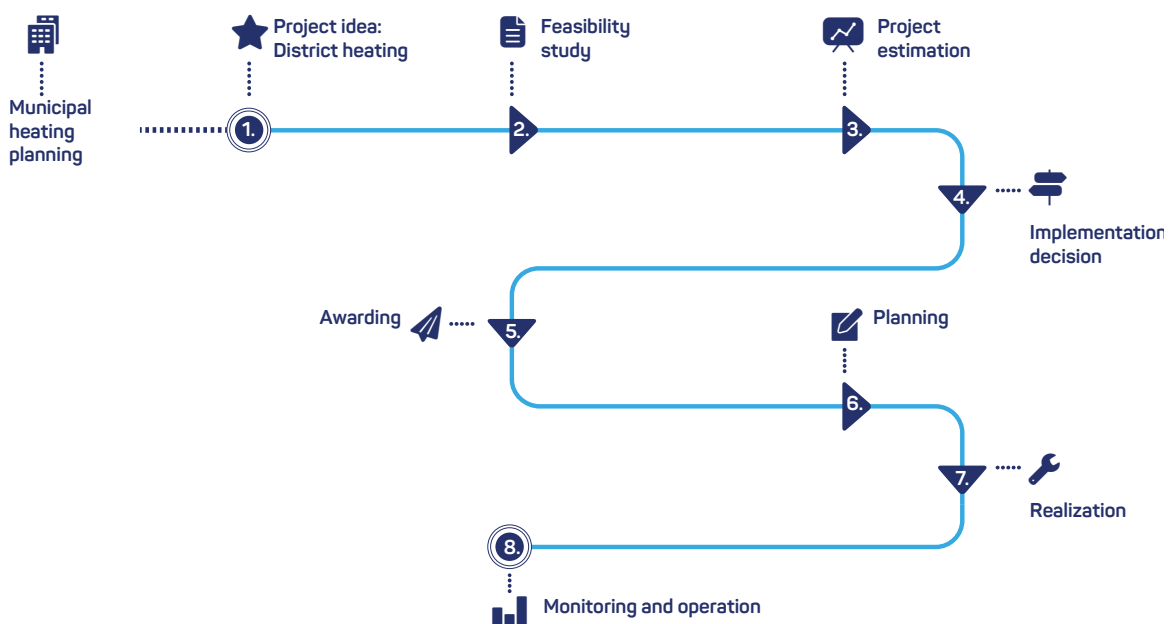 Municipal
heating
planning
1.
Project idea:
District heating
2.
Feasibility
study
3.
Project
estimation
4.
Implementation
decision
5.
Awarding
6.
Planning
7.
Realization
8.
Monitoring and operation